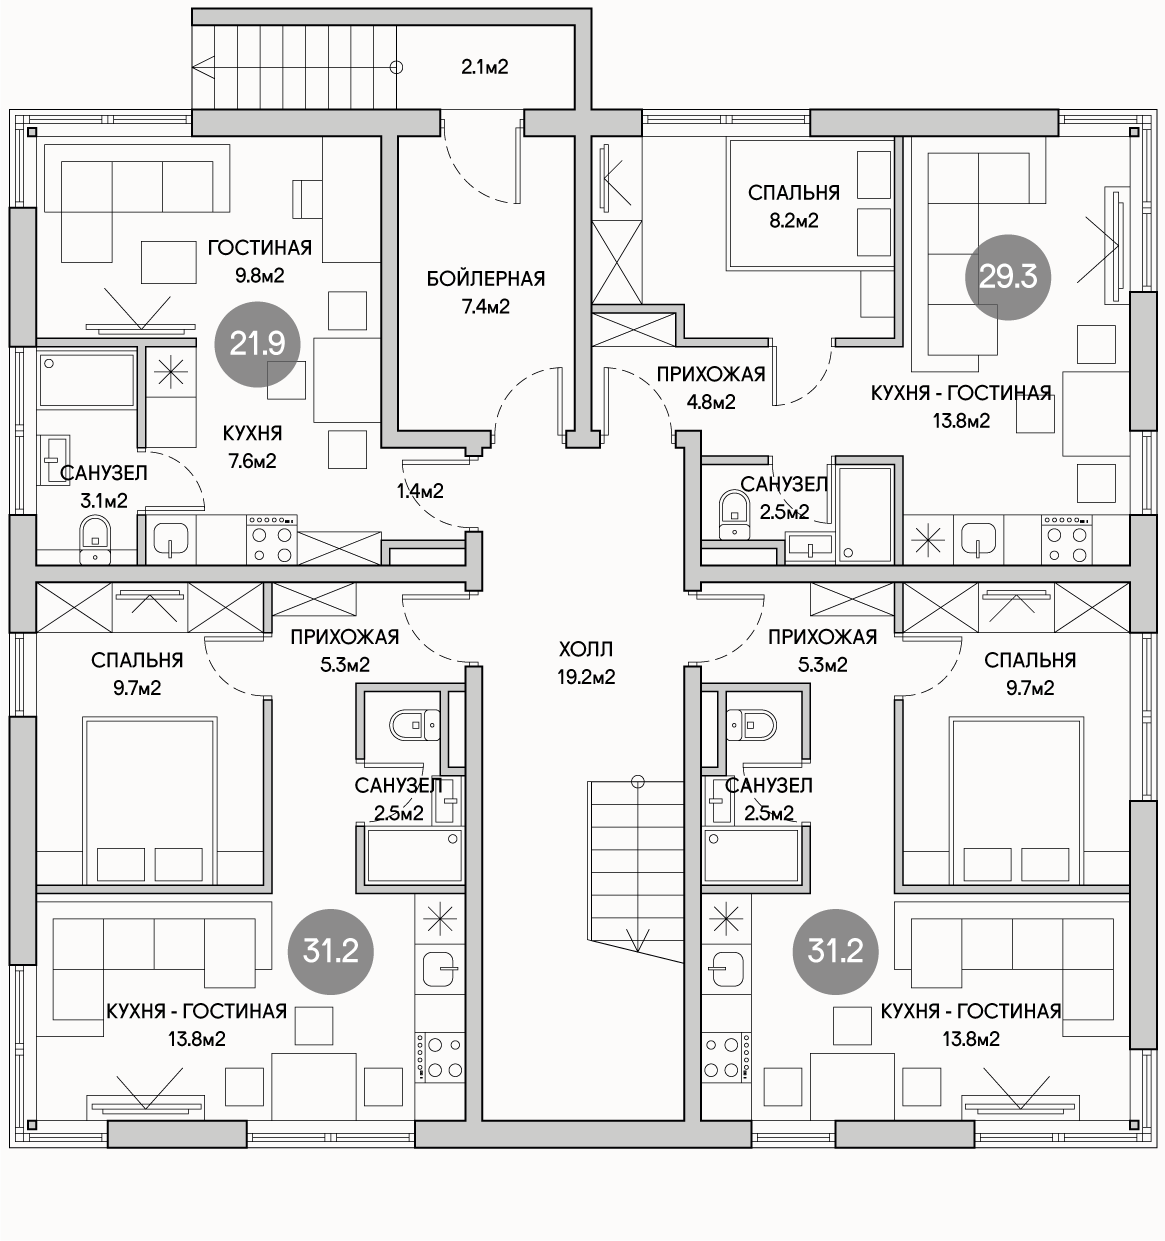 2.1м2
ГОСТИНАЯ
9.8м2
21.9
КУХНЯ
7.6м2
САНУЗЕЛ
3.1м2
1.4м2
БОЙЛЕРНАЯ
7.4м2
СПАЛЬНЯ
8.2м2
29.3
ПРИХОЖАЯ
4.8м2
КУХНЯ - ГОСТИНАЯ
13.8м2
САНУЗЕЛ
2.5м2
СПАЛЬНЯ
9.7м2
ПРИХОЖАЯ
5.3м2
ХОЛЛ
19.2м2
ПРИХОЖАЯ
5.3м2
СПАЛЬНЯ
9.7м2
САНУЗЕЛ
2.5м2
САНУЗЕЛ
2.5м2
31.2
КУХНЯ - ГОСТИНАЯ
13.8м2
31.2
КУХНЯ - ГОСТИНАЯ
13.8м2